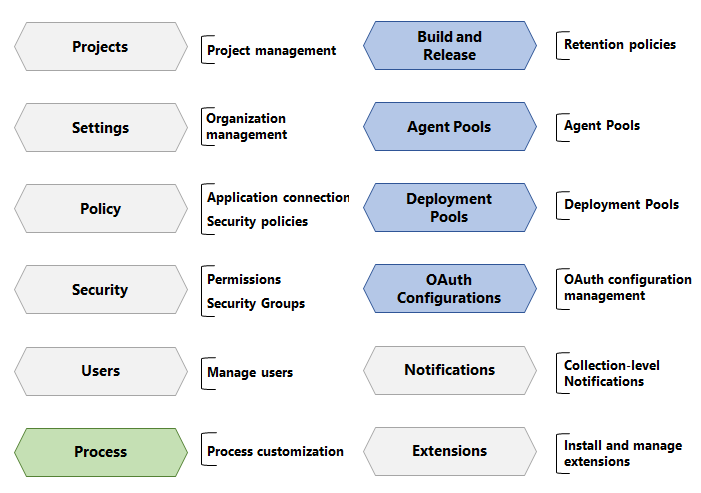 Projects
Project management
Settings
Organization
management
Policy
Application connection
Security policies
Security
Permissions
Security Groups
Users
Manage users
Process
Process customization
Build and
Release
Retention policies
Agent Pools
Agent Pools
Deployment
Pools
Deployment Pools
OAuth
Configurations
OAuth configuration
management
Notifications
Collection-level
Notifications
Extensions
Install and manage
extensions